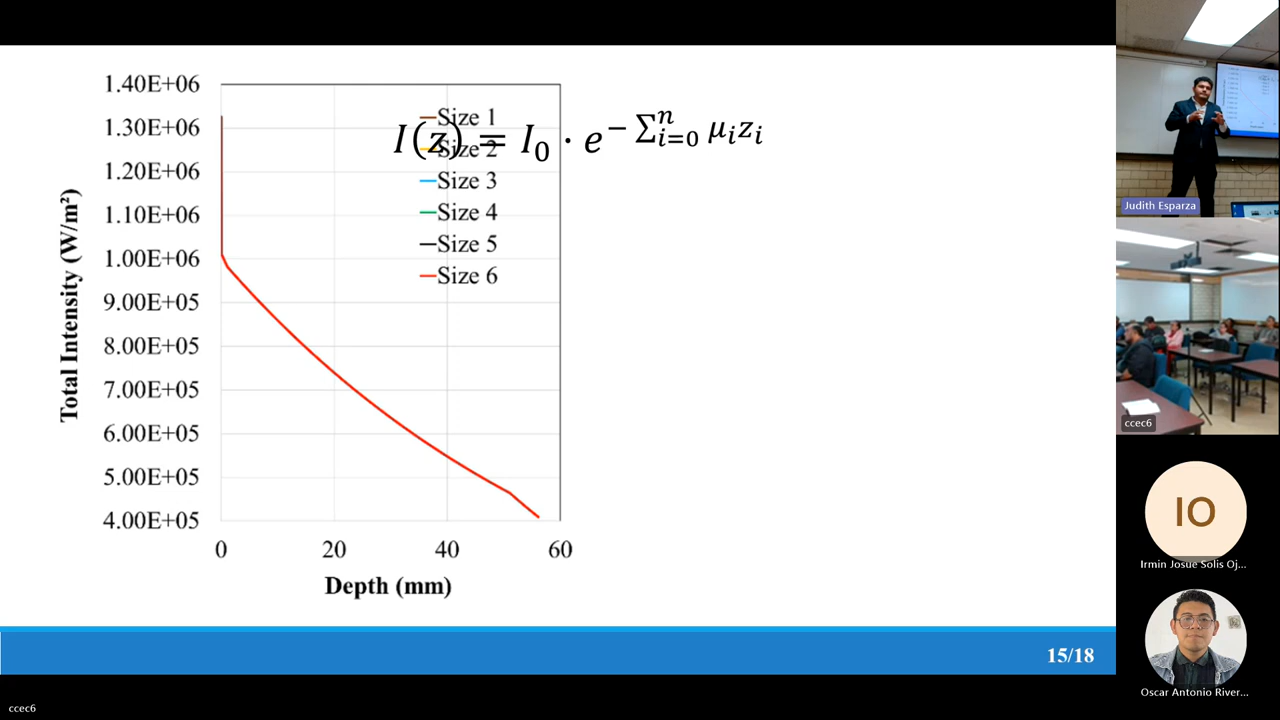 1.40E+06
1.30E+06
1.20E+06
1.10E+06
1.00E+06
9.00E+05
8.00E+05
7.00E+05
6.00E+05
5.00E+05
4.00E+05
Total Intensity (W/m²)
0 20 40 60
Depth (mm)
Size 1
Size 2
Size 3
Size 4
Size 5
Size 6
I(z) = I₀ · e^{− ∑_{i=0}^{n} μᵢzᵢ}
15/18
ccec6
Judith Esparza
ccec6
IO
Irmin Josue Solis Oj...
Oscar Antonio River...